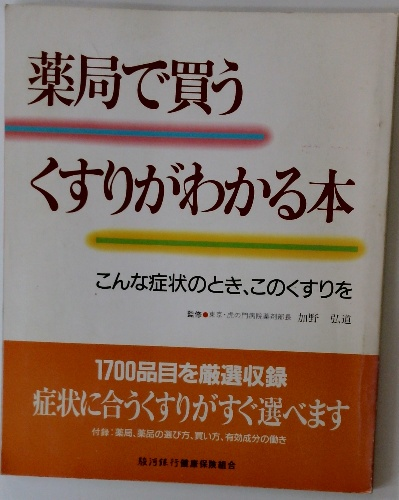 薬局で買う
くすりがわかる本
こんな症状のとき、このくすりを
監修●東京・虎の門病院薬剤部長 加野 弘道
1700品目を厳選収録
症状に合うくすりがすぐ選べます
付録:薬局、薬品の選び方、買い方、有効成分の働き
駿河銀行健康保険組合